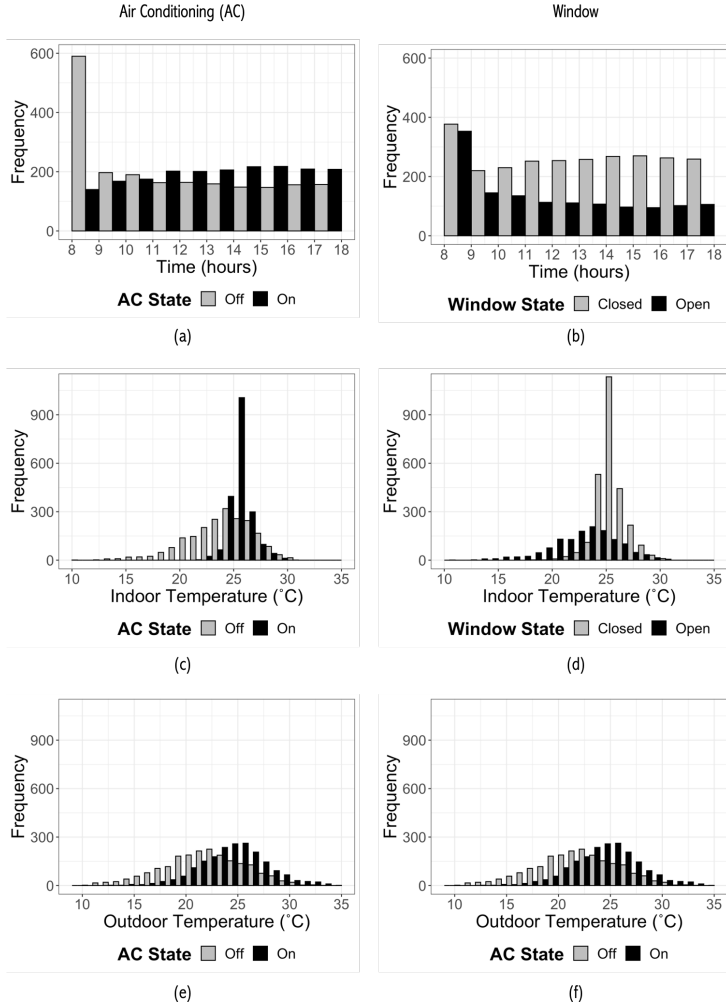 Air Conditioning (AC)
Window
600
400
200
0
Frequency
8 9 10 11 12 13 14 15 16 17 18
Time (hours)
AC State Off On
(a)
600
400
200
0
Frequency
8 9 10 11 12 13 14 15 16 17 18
Time (hours)
Window State Closed Open
(b)
900
600
300
0
Frequency
10 15 20 25 30 35
Indoor Temperature (˚C)
AC State Off On
(c)
900
600
300
0
Frequency
10 15 20 25 30 35
Indoor Temperature (˚C)
Window State Closed Open
(d)
900
600
300
0
Frequency
10 15 20 25 30 35
Outdoor Temperature (˚C)
AC State Off On
(e)
900
600
300
0
Frequency
10 15 20 25 30 35
Outdoor Temperature (˚C)
AC State Off On
(f)